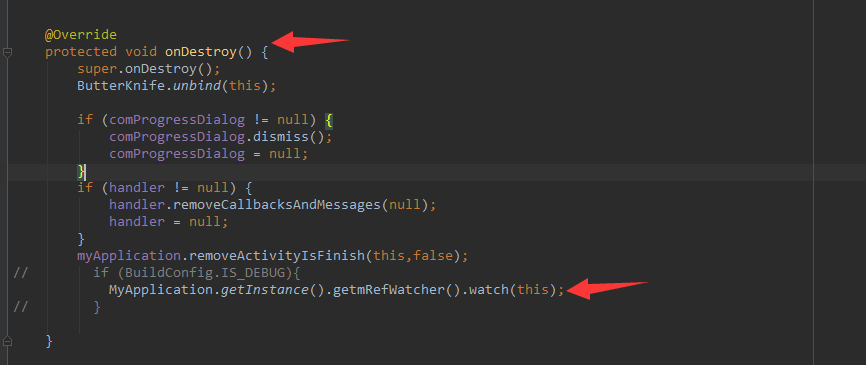 @Override
protected void onDestroy() {
super.onDestroy();
ButterKnife.unbind(this);
if (comProgressDialog != null) {
comProgressDialog.dismiss();
comProgressDialog = null;
}
if (handler != null) {
handler.removeCallbacksAndMessages(null);
handler = null;
}
myApplication.removeActivityIsFinish(this,false);
// if (BuildConfig.IS_DEBUG){
MyApplication.getInstance().getmRefWatcher().watch(this);
// }
}